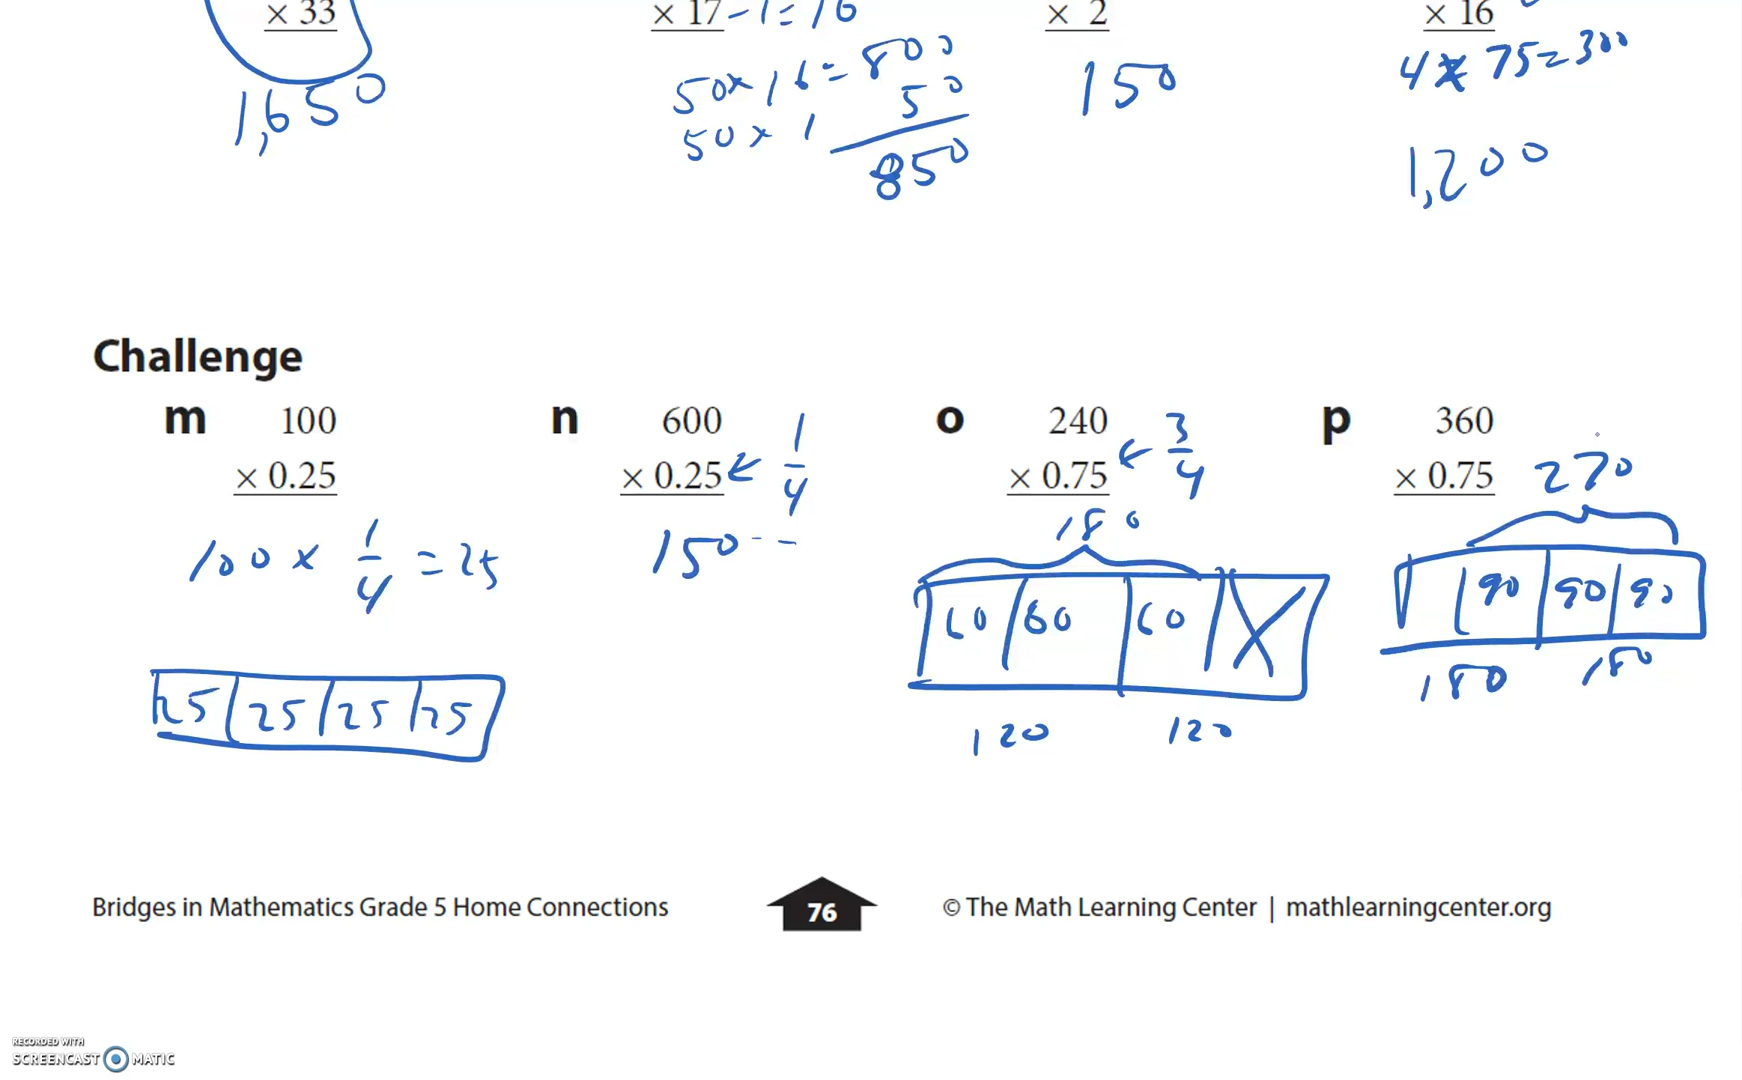 × 33
1,650
× 17 - 1 = 16
50 × 16 = 800
50 × 1 50
850
× 2
150
× 16
4 × 75 = 300
1,200
Challenge
m 100
× 0.25
100 × 1/4 = 25
25 25 25 25
n 600
× 0.25 ← 1/4
150
o 240
× 0.75 ← 3/4
180
60 60 60
120 120
p 360
× 0.75
270
90 90 90
180 180
Bridges in Mathematics Grade 5 Home Connections 76 © The Math Learning Center | mathlearningcenter.org
RECORDED WITH
SCREENCAST MATIC